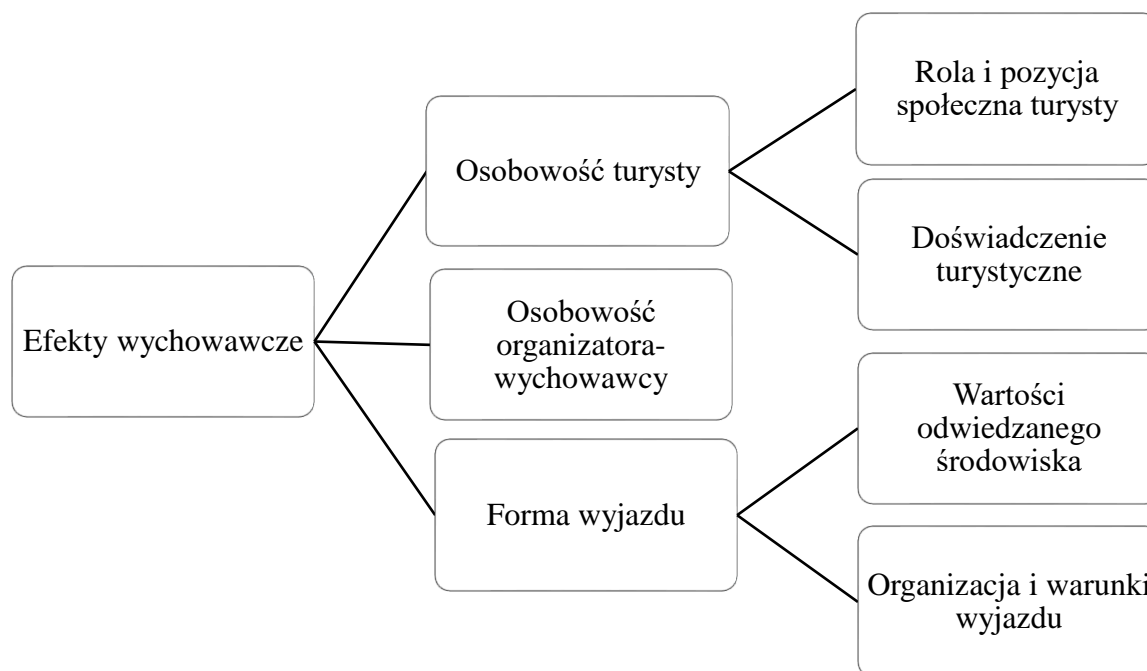 Efekty wychowawcze
Osobowość turysty
Osobowość
organizatora-
wychowawcy
Forma wyjazdu
Rola i pozycja
społeczna turysty
Doświadczenie
turystyczne
Wartości
odwiedzanego
środowiska
Organizacja i warunki
wyjazdu